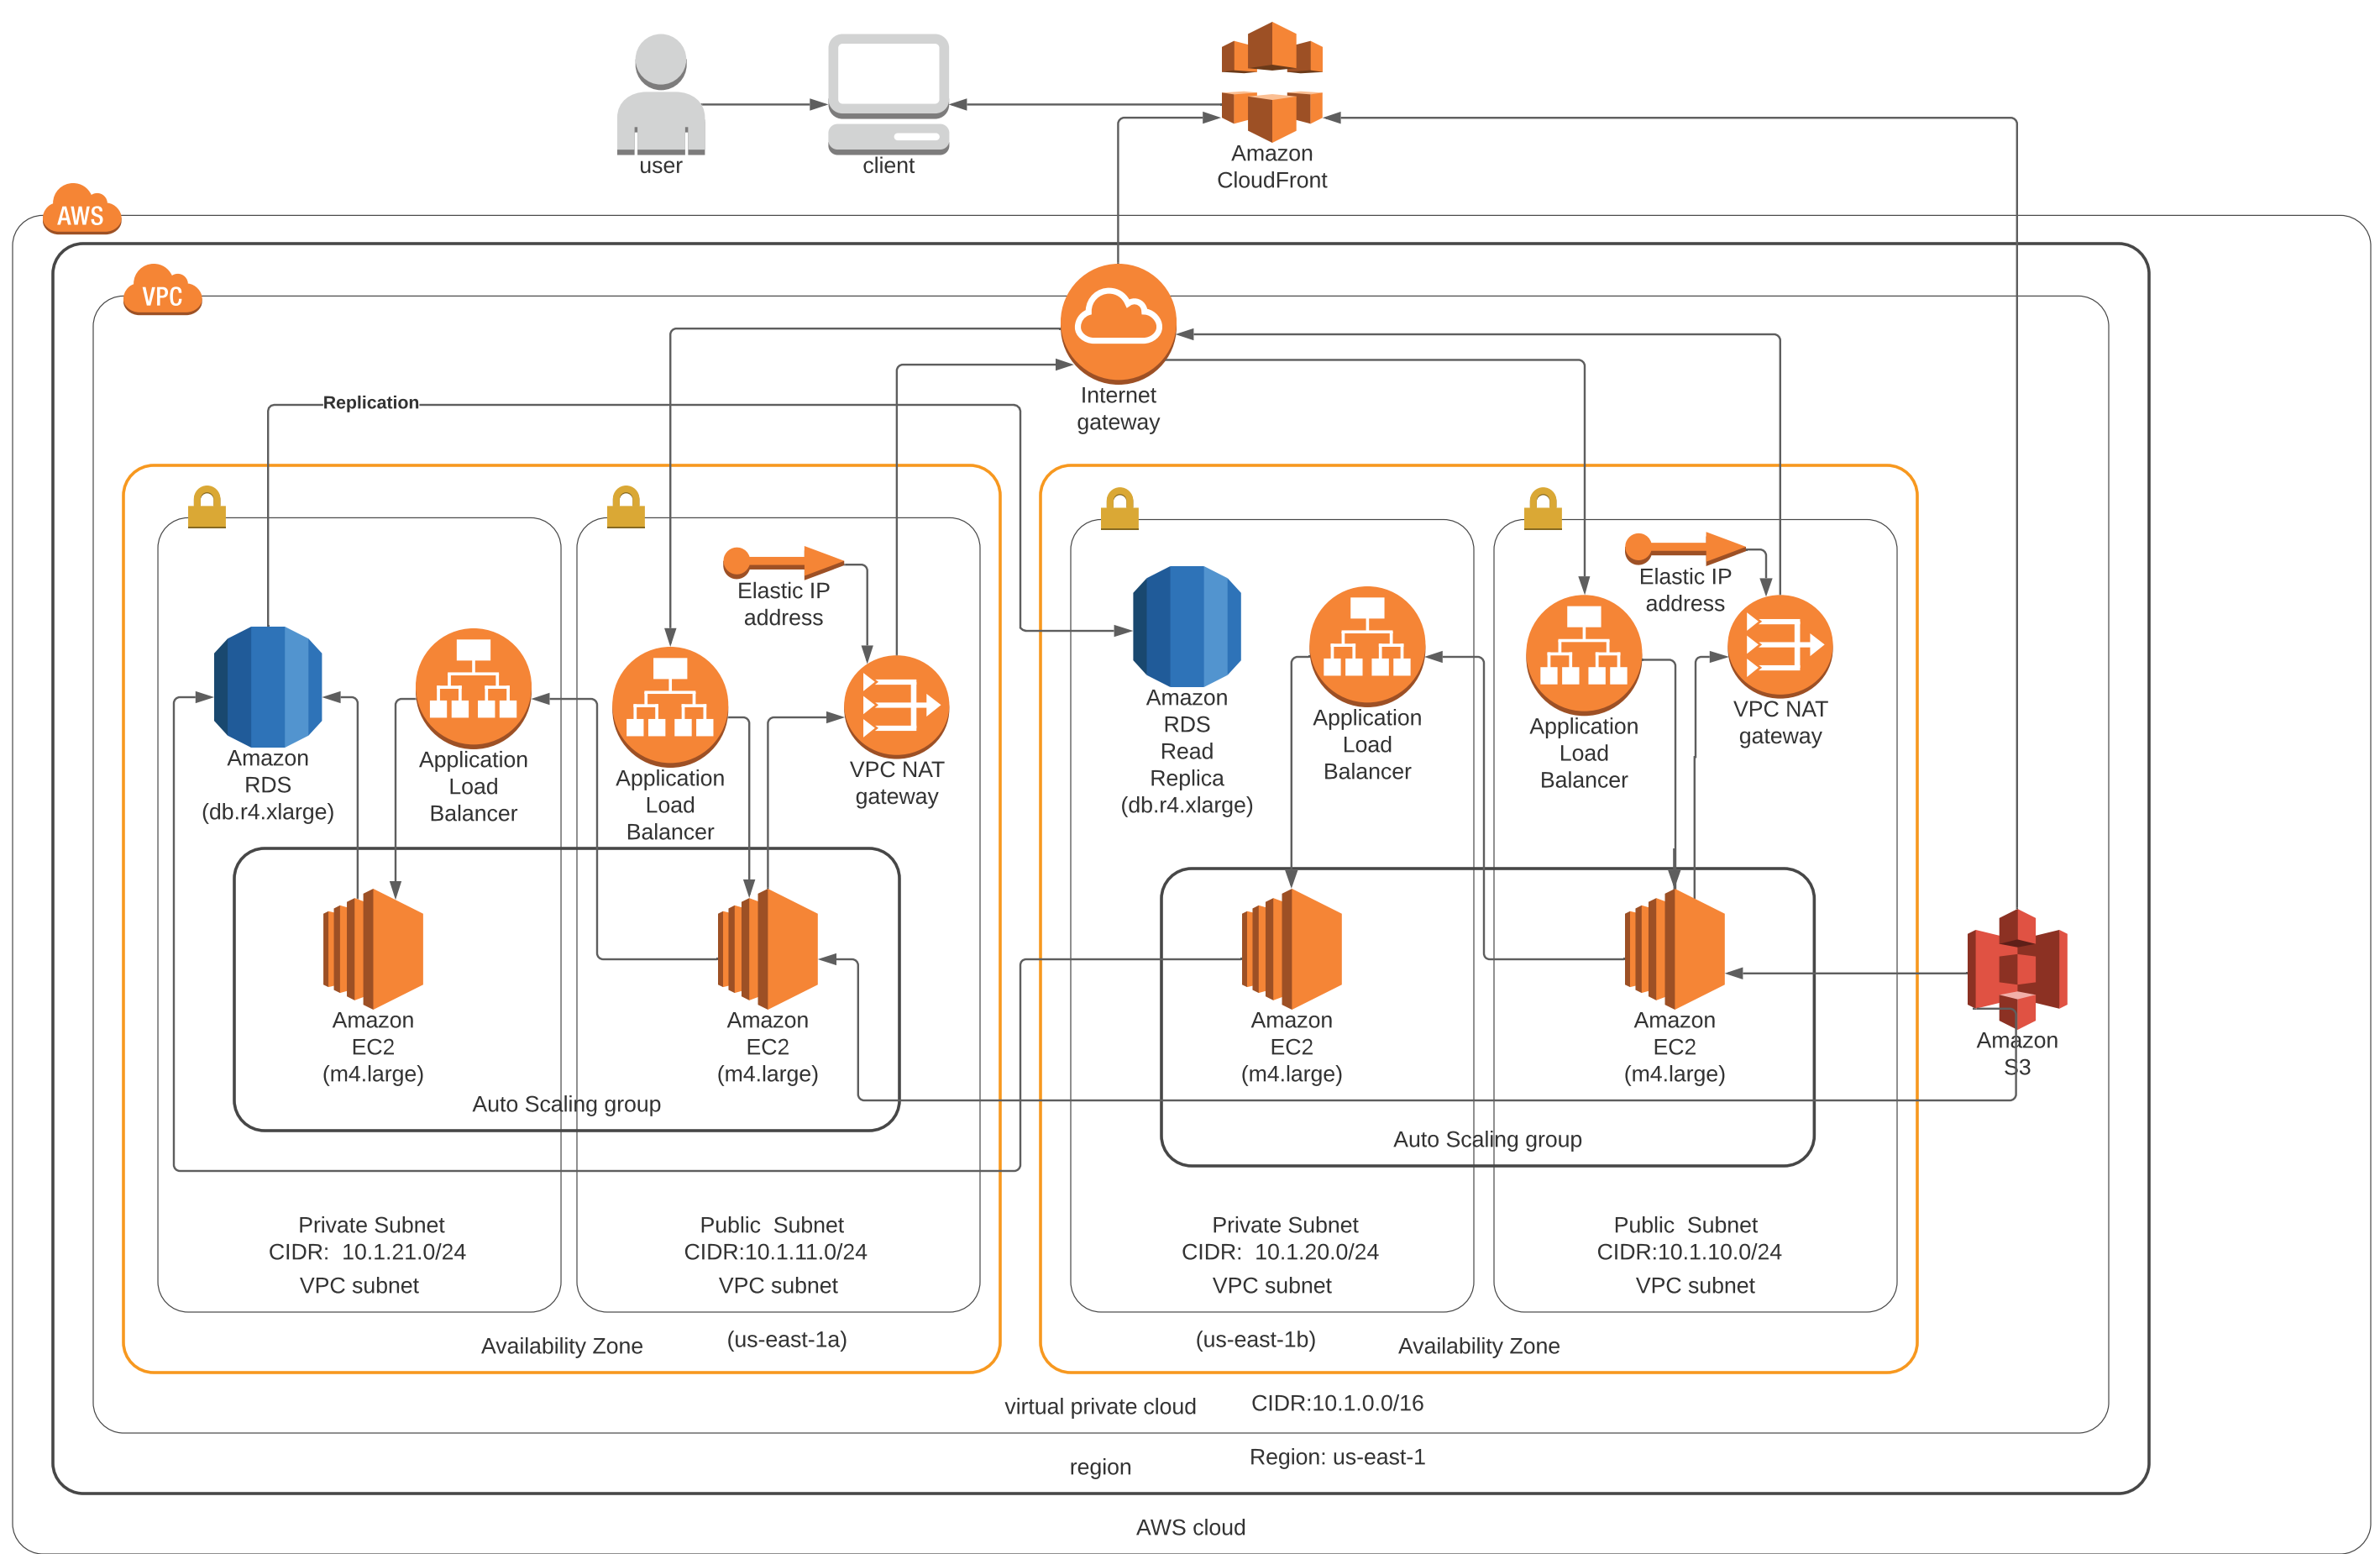 user
client
Amazon
CloudFront
AWS
VPC
Internet
gateway
Replication
Elastic IP
address
Elastic IP
address
Amazon
RDS
(db.r4.xlarge)
Application
Load
Balancer
Application
Load
Balancer
VPC NAT
gateway
Amazon
RDS
Read
Replica
(db.r4.xlarge)
Application
Load
Balancer
Application
Load
Balancer
VPC NAT
gateway
Amazon
EC2
(m4.large)
Amazon
EC2
(m4.large)
Auto Scaling group
Amazon
EC2
(m4.large)
Amazon
EC2
(m4.large)
Auto Scaling group
Amazon
S3
Private Subnet
CIDR:  10.1.21.0/24
VPC subnet
Public  Subnet
CIDR:10.1.11.0/24
VPC subnet
Private Subnet
CIDR:  10.1.20.0/24
VPC subnet
Public  Subnet
CIDR:10.1.10.0/24
VPC subnet
Availability Zone
(us-east-1a)
(us-east-1b)
Availability Zone
virtual private cloud
CIDR:10.1.0.0/16
region
Region: us-east-1
AWS cloud